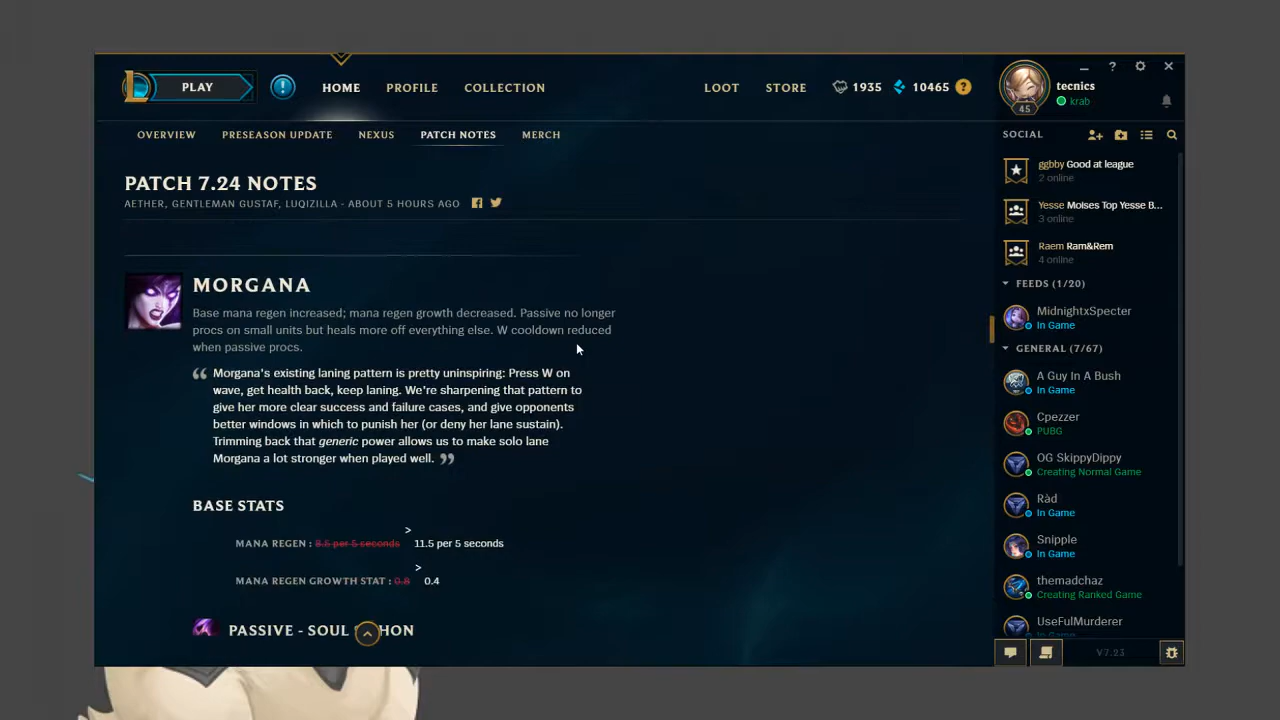 PLAY
HOME
PROFILE
COLLECTION
LOOT
STORE
1935
10465
?
?
45
tecnics
krab
OVERVIEW
PRESEASON UPDATE
NEXUS
PATCH NOTES
MERCH
PATCH 7.24 NOTES
AETHER, GENTLEMAN GUSTAF, LUQIZILLA - ABOUT 5 HOURS AGO
MORGANA
Base mana regen increased; mana regen growth decreased. Passive no longer
procs on small units but heals more off everything else. W cooldown reduced
when passive procs.
“ Morgana's existing laning pattern is pretty uninspiring: Press W on
wave, get health back, keep laning. We're sharpening that pattern to
give her more clear success and failure cases, and give opponents
better windows in which to punish her (or deny her lane sustain).
Trimming back that generic power allows us to make solo lane
Morgana a lot stronger when played well. ”
BASE STATS
MANA REGEN : 8.5 per 5 seconds > 11.5 per 5 seconds
MANA REGEN GROWTH STAT : 0.8 > 0.4
PASSIVE - SOUL HON
SOCIAL
ggbby Good at league
2 online
Yesse Moises Top Yesse B...
3 online
Raem Ram&Rem
4 online
FEEDS (1/20)
MidnightxSpecter
In Game
GENERAL (7/67)
A Guy In A Bush
In Game
Cpezzer
PUBG
OG SkippyDippy
Creating Normal Game
Ràd
In Game
Snipple
In Game
themadchaz
Creating Ranked Game
UseFulMurderer
In Game
V7.23